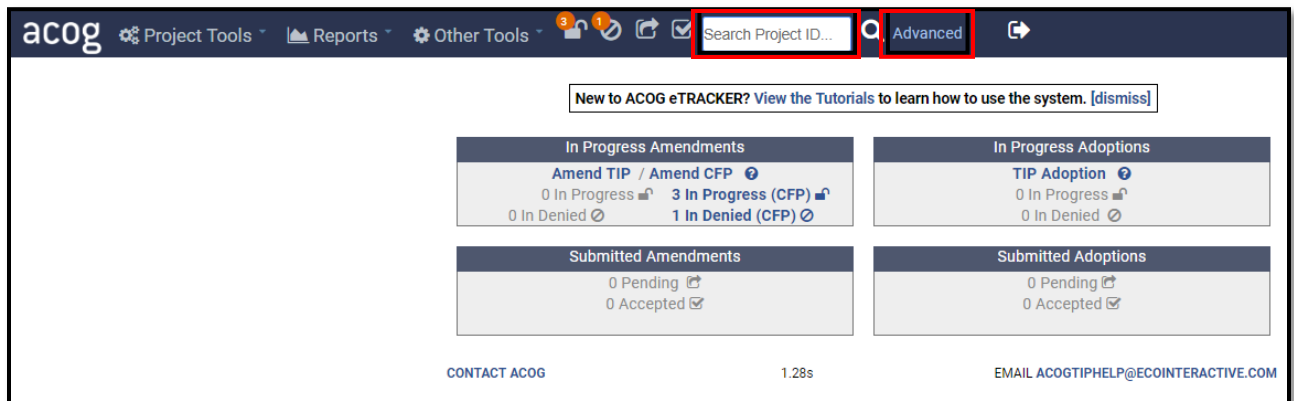 acog Project Tools Reports Other Tools 3 1 Search Project ID... Advanced
New to ACOG eTRACKER? View the Tutorials to learn how to use the system. [dismiss]
In Progress Amendments
Amend TIP / Amend CFP
0 In Progress 3 In Progress (CFP)
0 In Denied 1 In Denied (CFP)
In Progress Adoptions
TIP Adoption
0 In Progress
0 In Denied
Submitted Amendments
0 Pending
0 Accepted
Submitted Adoptions
0 Pending
0 Accepted
CONTACT ACOG 1.28s EMAIL ACOGTIPHELP@ECOINTERACTIVE.COM